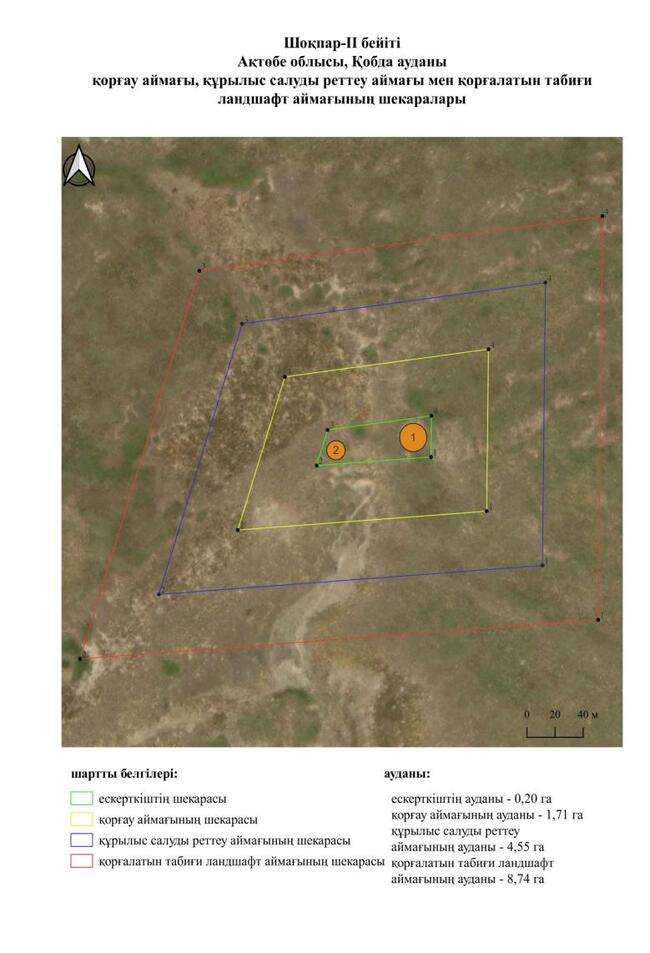 Шоқпар-II бейіті
Ақтөбе облысы, Қобда ауданы
қорғау аймағы, құрылыс салуды реттеу аймағы мен қорғалатын табиғи
ландшафт аймағының шекаралары
1
2
0 20 40 м
шартты белгілері:
ескерткіштің шекарасы
қорғау аймағының шекарасы
құрылыс салуды реттеу аймағының шекарасы
қорғалатын табиғи ландшафт аймағының шекарасы
ауданы:
ескерткіштің ауданы - 0,20 га
қорғау аймағының ауданы - 1,71 га
құрылыс салуды реттеу
аймағының ауданы - 4,55 га
қорғалатын табиғи ландшафт
аймағының ауданы - 8,74 га